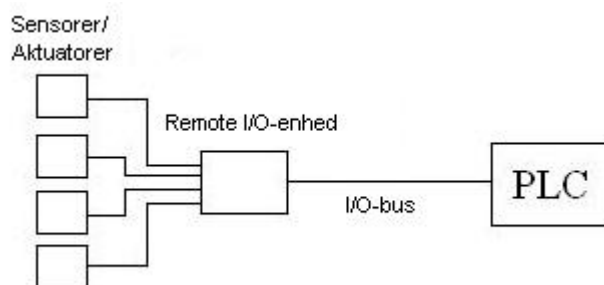 Sensorer/
Aktuatorer
Remote I/O-enhed
I/O-bus
PLC